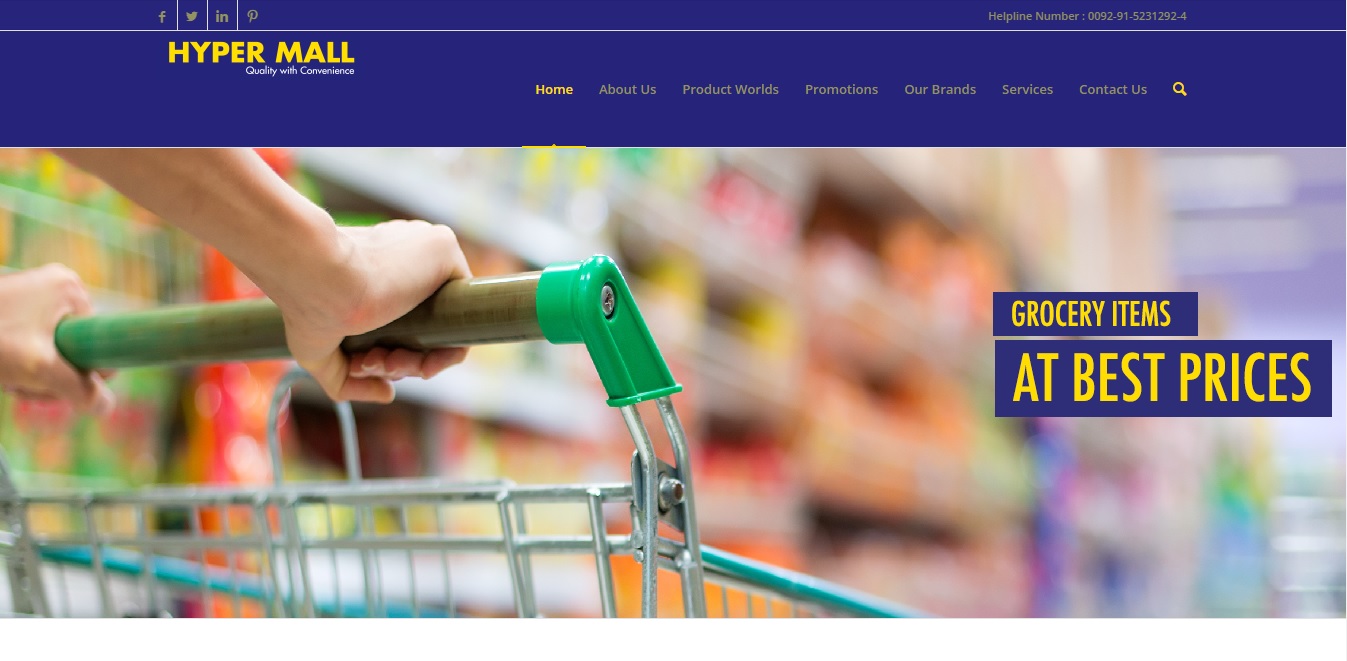 Helpline Number : 0092-91-5231292-4
HYPER MALL
Quality with Convenience
Home About Us Product Worlds Promotions Our Brands Services Contact Us
GROCERY ITEMS
AT BEST PRICES